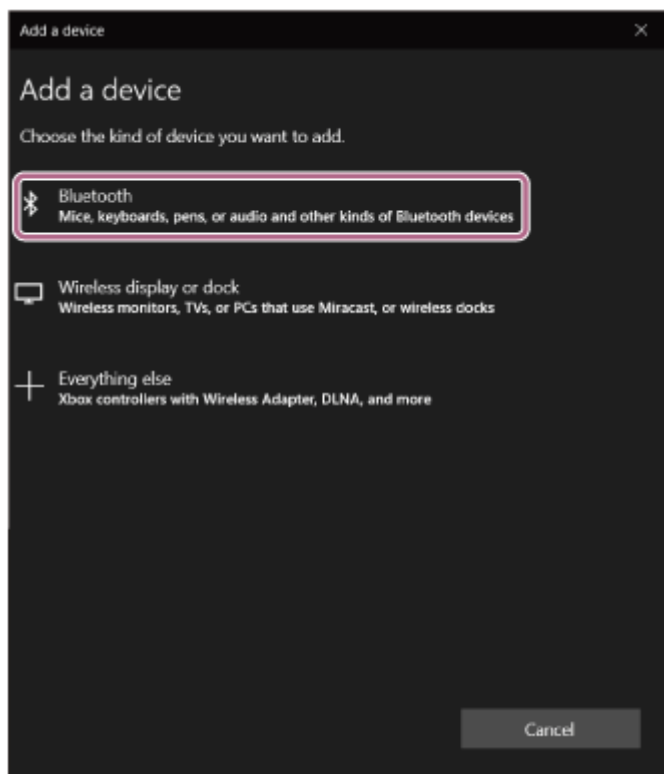 Add a device
Add a device
Choose the kind of device you want to add.
Bluetooth
Mice, keyboards, pens, or audio and other kinds of Bluetooth devices
Wireless display or dock
Wireless monitors, TVs, or PCs that use Miracast, or wireless docks
Everything else
Xbox controllers with Wireless Adapter, DLNA, and more
Cancel